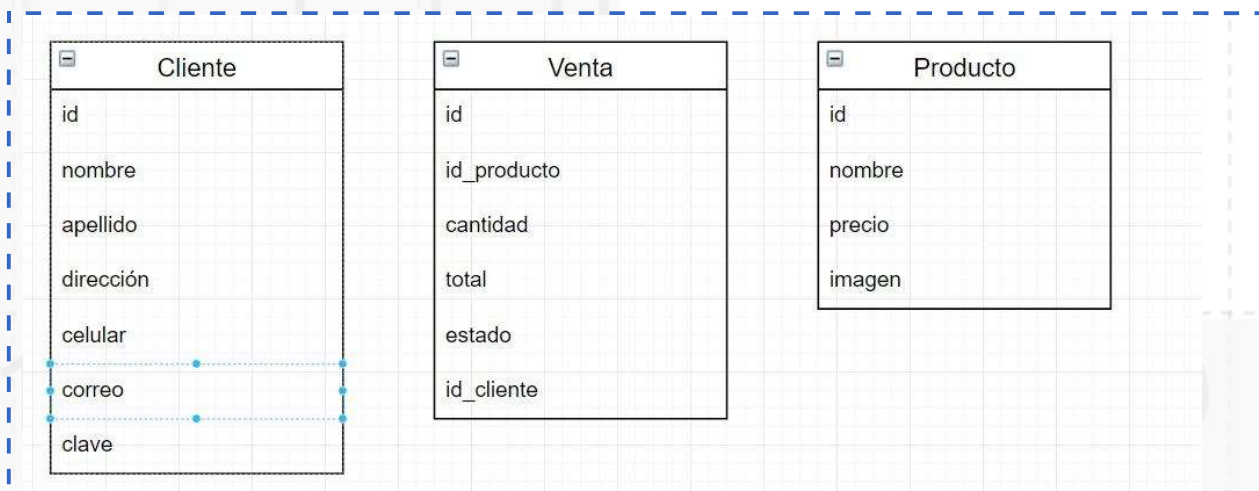 Cliente
id
nombre
apellido
dirección
celular
correo
clave
Venta
id
id_producto
cantidad
total
estado
id_cliente
Producto
id
nombre
precio
imagen